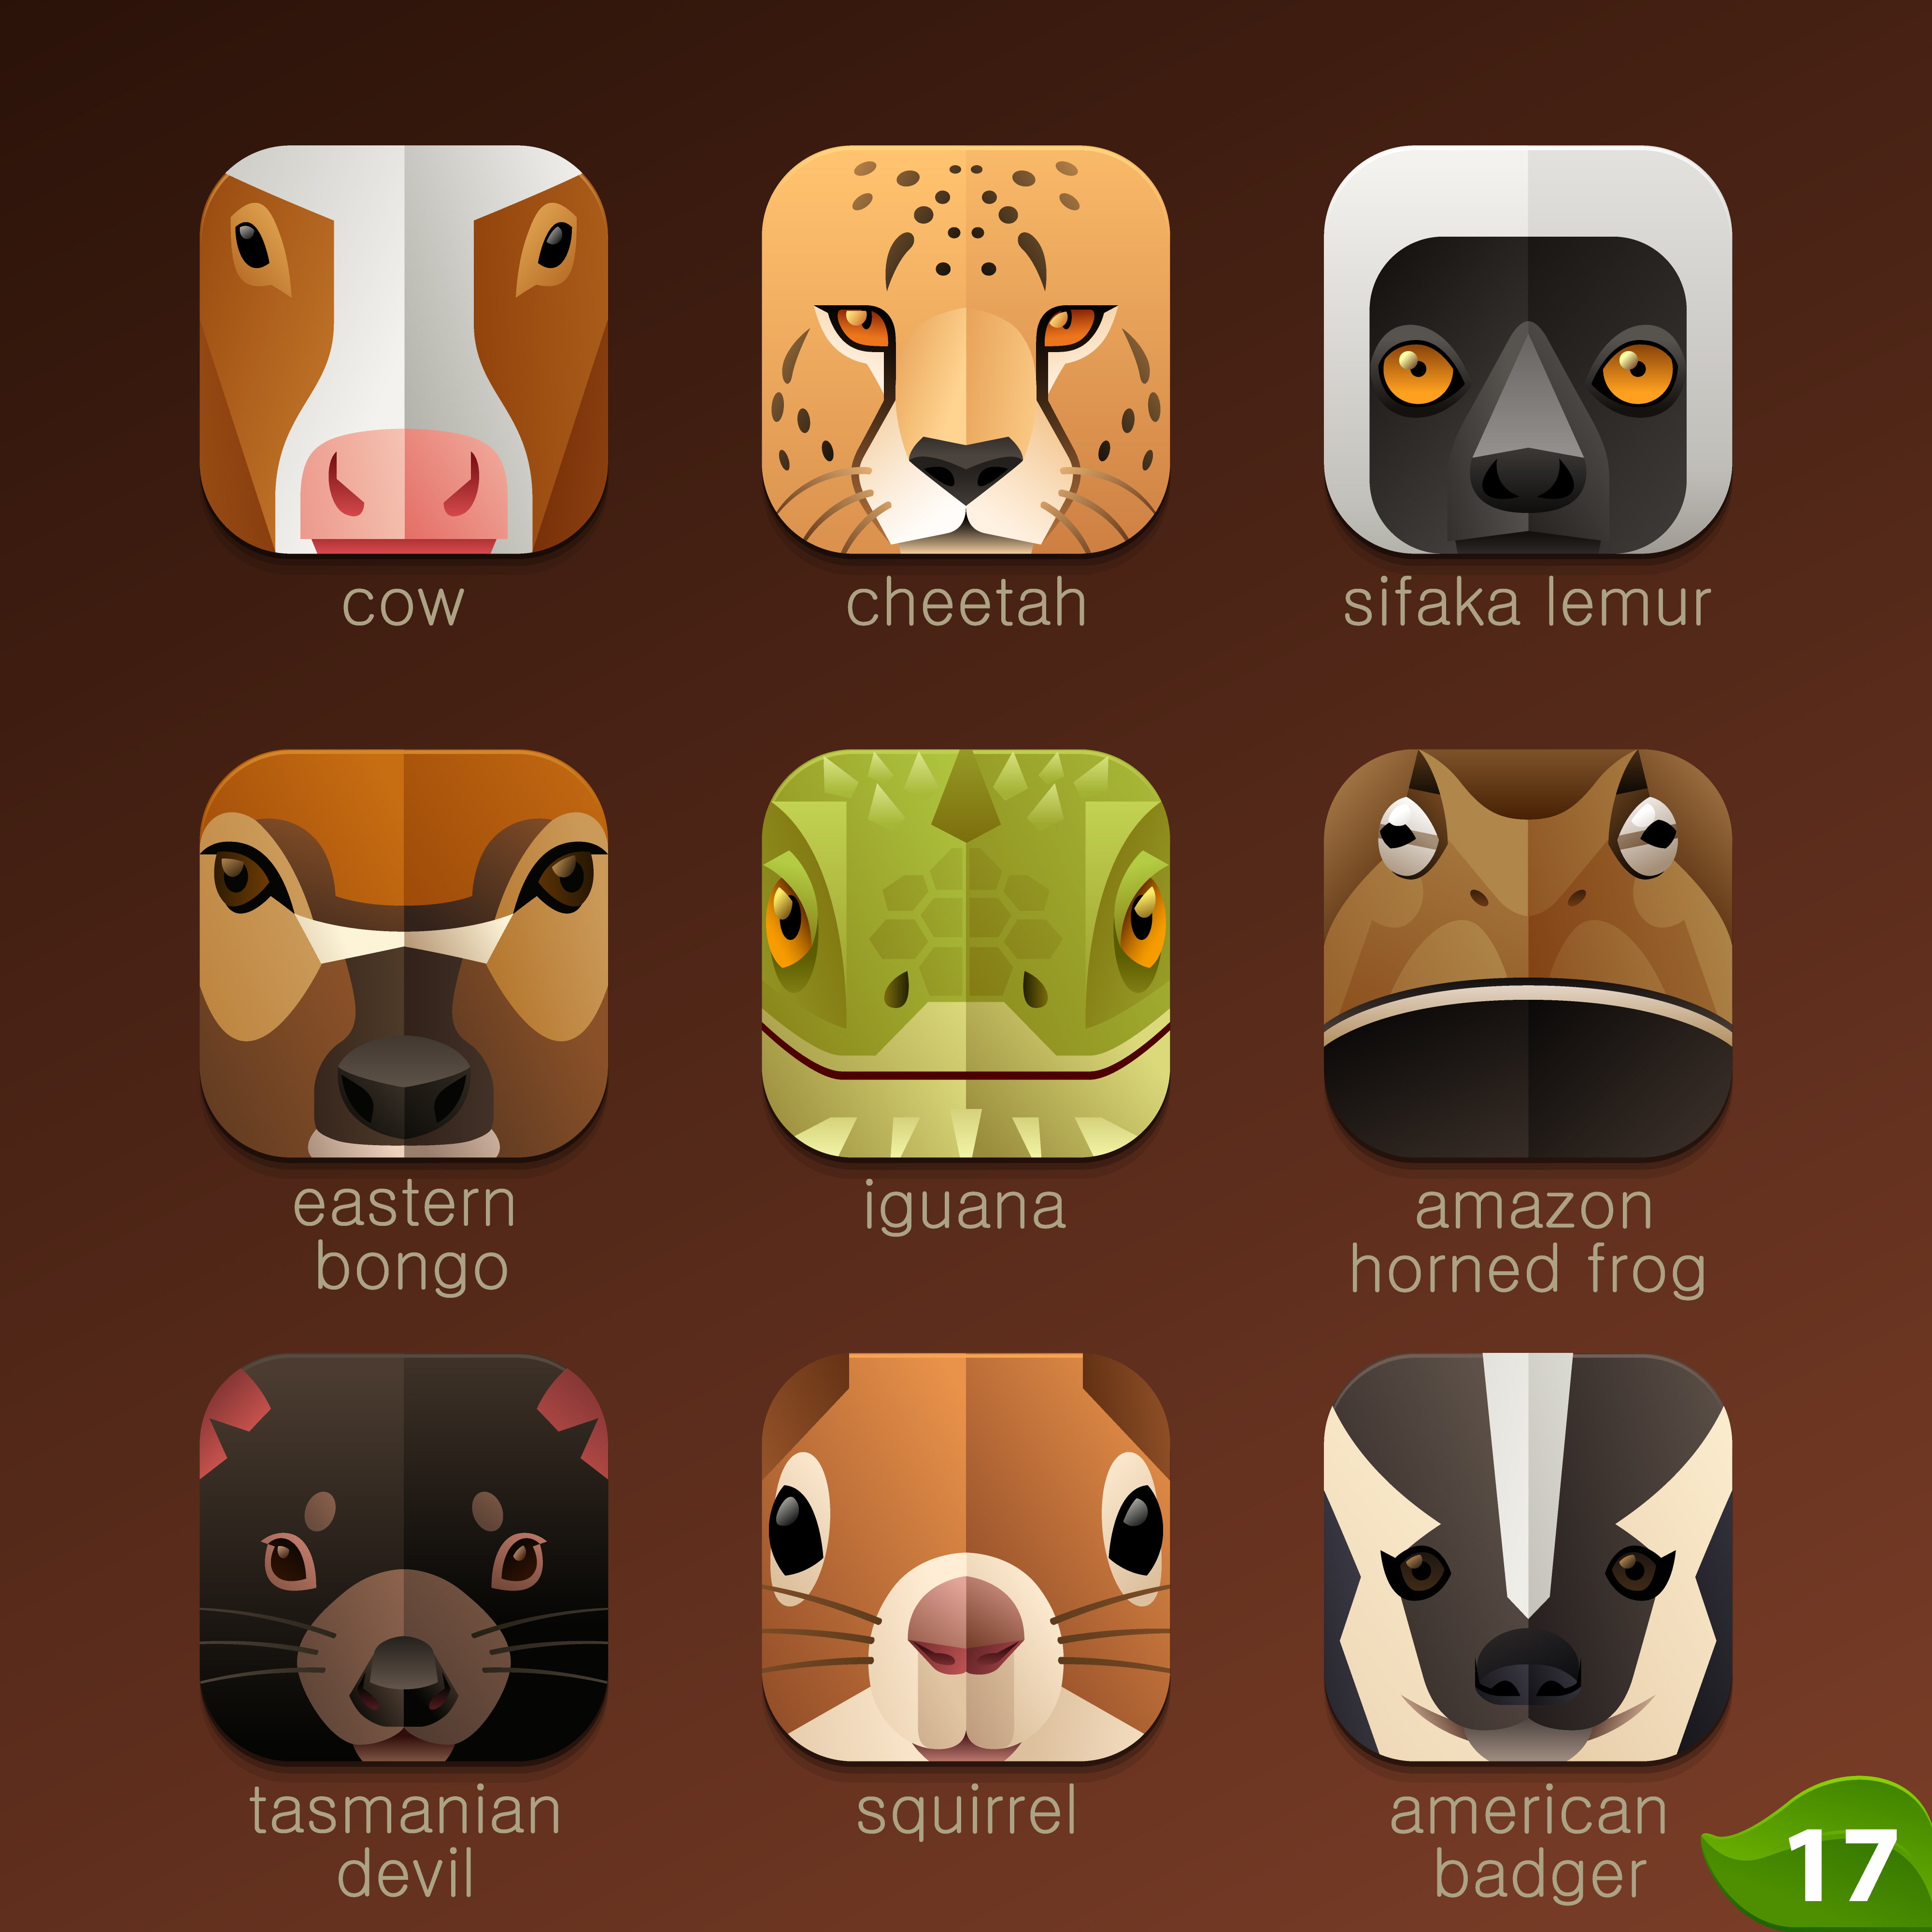 cow
cheetah
sifaka lemur
eastern
bongo
iguana
amazon
horned frog
tasmanian
devil
squirrel
american
badger
17